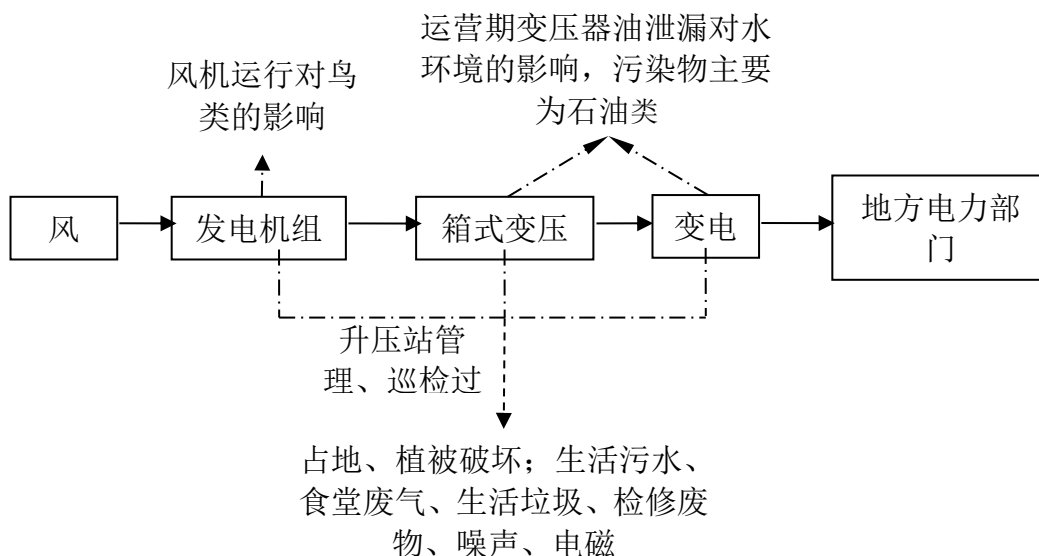 运营期变压器油泄漏对水
环境的影响，污染物主要
为石油类
风机运行对鸟
类的影响
风
发电机组
箱式变压
变电
地方电力部
门
升压站管
理、巡检过
占地、植被破坏；生活污水、
食堂废气、生活垃圾、检修废
物、噪声、电磁